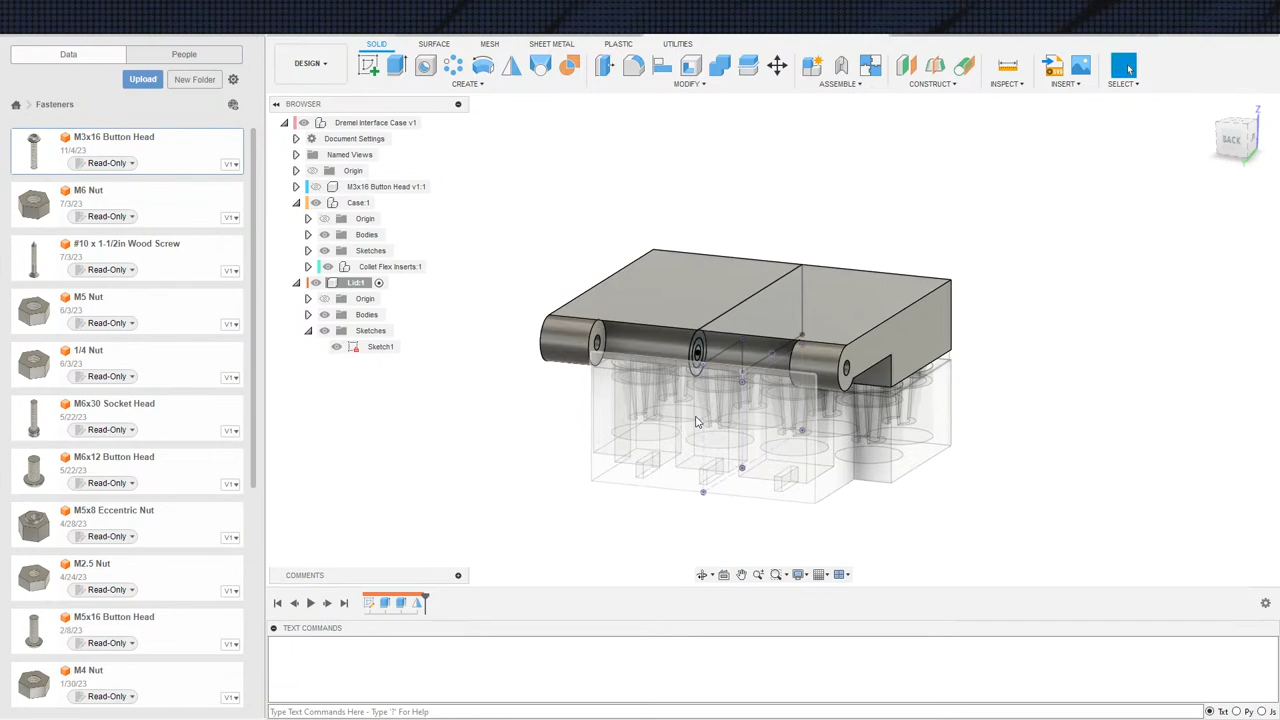 Data
People
Upload
New Folder
Fasteners
M3x16 Button Head
11/4/23
Read-Only
V1
M6 Nut
7/3/23
Read-Only
V1
#10 x 1-1/2in Wood Screw
7/3/23
Read-Only
V1
M5 Nut
6/3/23
Read-Only
V1
1/4 Nut
6/3/23
Read-Only
V1
M6x30 Socket Head
5/22/23
Read-Only
V1
M6x12 Button Head
5/22/23
Read-Only
V1
M5x8 Eccentric Nut
4/28/23
Read-Only
V1
M2.5 Nut
4/24/23
Read-Only
V1
M5x16 Button Head
2/8/23
Read-Only
V1
M4 Nut
1/30/23
Read-Only
V1
DESIGN
SOLID
SURFACE
MESH
SHEET METAL
PLASTIC
UTILITIES
CREATE
MODIFY
ASSEMBLE
CONSTRUCT
INSPECT
INSERT
SELECT
BROWSER
Dremel Interface Case v1
Document Settings
Named Views
Origin
M3x16 Button Head v1:1
Case:1
Origin
Bodies
Sketches
Collet Flex Inserts:1
Lid:1
Origin
Bodies
Sketches
Sketch1
Z
BACK
COMMENTS
TEXT COMMANDS
Type Text Commands Here - Type '?' For Help
Txt Py Js